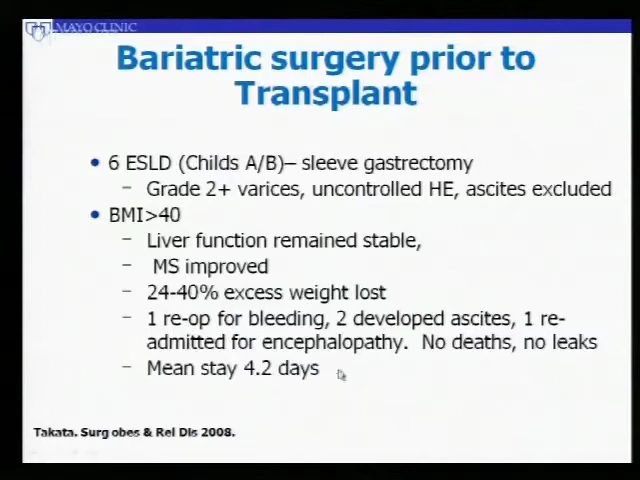 MAYO CLINIC
Bariatric surgery prior to
Transplant
• 6 ESLD (Childs A/B)– sleeve gastrectomy
– Grade 2+ varices, uncontrolled HE, ascites excluded
• BMI>40
– Liver function remained stable,
– MS improved
– 24-40% excess weight lost
– 1 re-op for bleeding, 2 developed ascites, 1 re-
admitted for encephalopathy. No deaths, no leaks
– Mean stay 4.2 days
Takata. Surg obes & Rel Dis 2008.